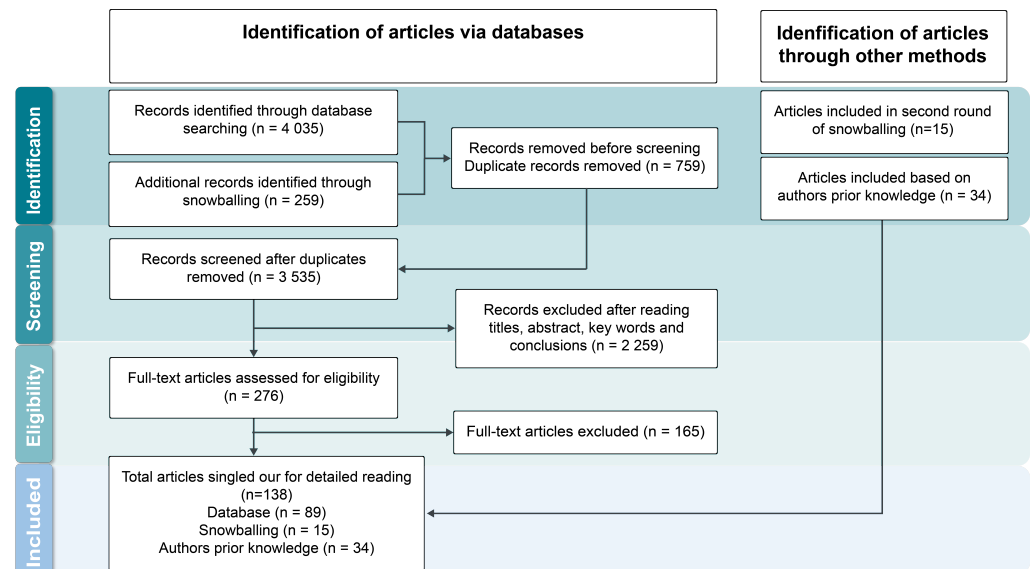 Identification of articles via databases
Idenfification of articles
through other methods
Identification
Records identified through database
searching (n = 4 035)
Additional records identified through
snowballing (n = 259)
Records removed before screening
Duplicate records removed (n = 759)
Articles included in second round
of snowballing (n=15)
Articles included based on
authors prior knowledge (n = 34)
Screening
Records screened after duplicates
removed (n = 3 535)
Records excluded after reading
titles, abstract, key words and
conclusions (n = 2 259)
Eligibility
Full-text articles assessed for eligibility
(n = 276)
Full-text articles excluded (n = 165)
Included
Total articles singled our for detailed reading
(n=138)
Database (n = 89)
Snowballing (n = 15)
Authors prior knowledge (n = 34)